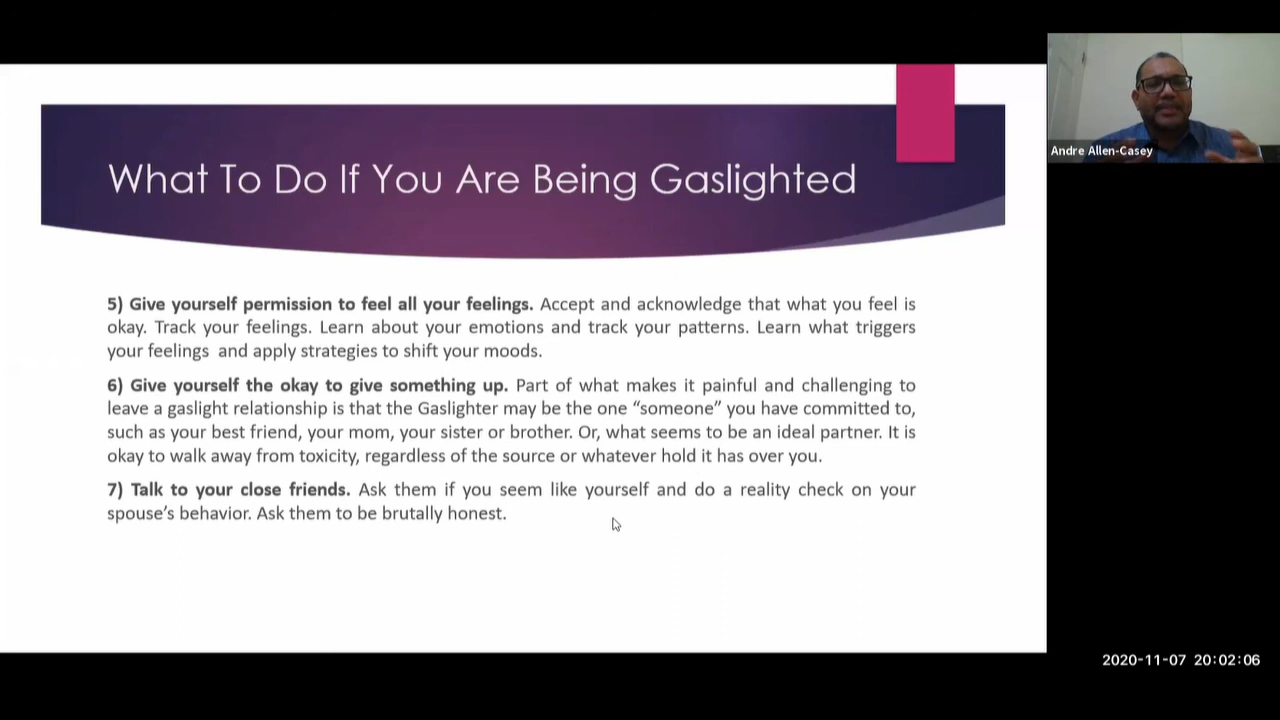 What To Do If You Are Being Gaslighted
Andre Allen-Casey
5) Give yourself permission to feel all your feelings. Accept and acknowledge that what you feel is
okay. Track your feelings. Learn about your emotions and track your patterns. Learn what triggers
your feelings and apply strategies to shift your moods.
6) Give yourself the okay to give something up. Part of what makes it painful and challenging to
leave a gaslight relationship is that the Gaslighter may be the one “someone” you have committed to,
such as your best friend, your mom, your sister or brother. Or, what seems to be an ideal partner. It is
okay to walk away from toxicity, regardless of the source or whatever hold it has over you.
7) Talk to your close friends. Ask them if you seem like yourself and do a reality check on your
spouse’s behavior. Ask them to be brutally honest.
2020-11-07 20:02:06